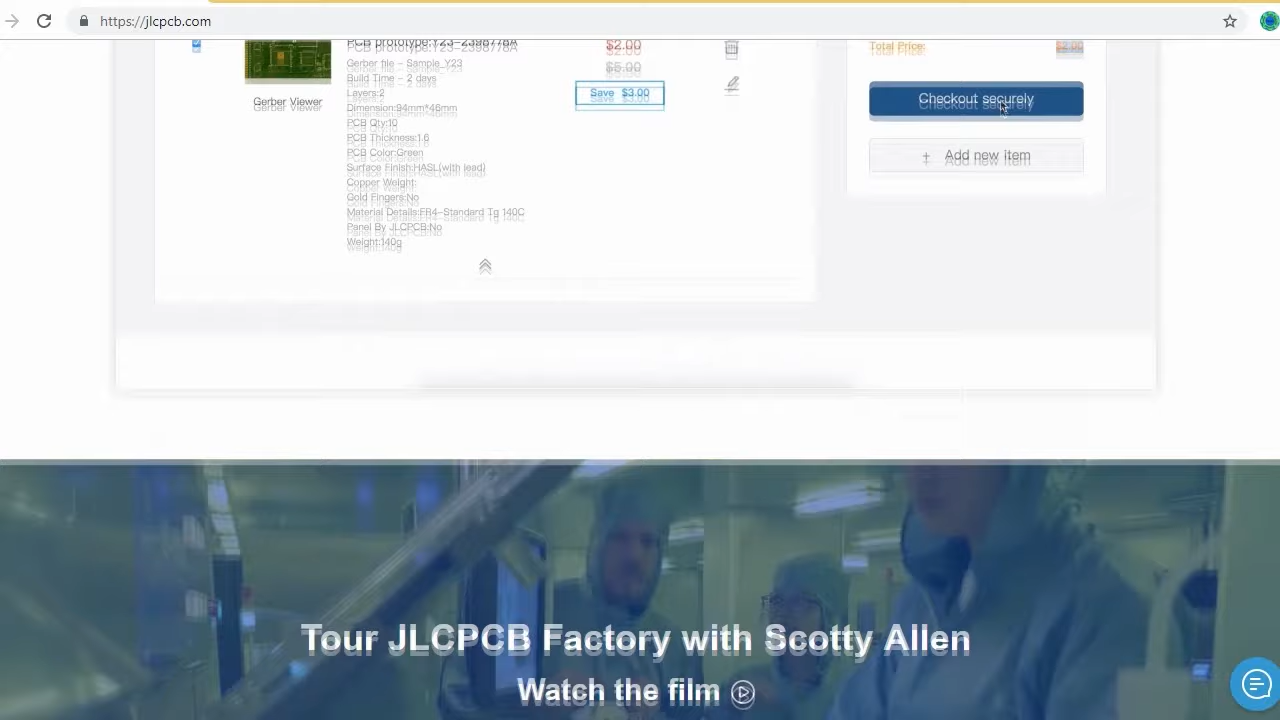 https://jlcpcb.com
PCB prototype:Y23-2398778A
$2.00
Total Price:
$2.00
Gerber file - Sample_Y23
$5.00
Build Time - 2 days
Save $3.00
Layers:2
Checkout securely
Gerber Viewer
Dimension:94mm*48mm
PCB Qty:10
PCB Thickness:1.6
PCB Color:Green
+ Add new item
Surface Finish:HASL(with lead)
Copper Weight:
Gold Fingers:No
Material Details:FR4-Standard Tg 140C
Panel By JLCPCB:No
Weight:140g
Tour JLCPCB Factory with Scotty Allen
Watch the film